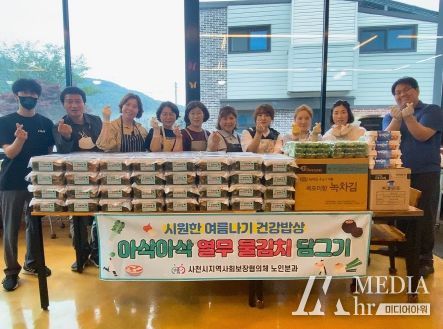 시원한 여름나기 건강밥상
아삭아삭 열무 물김치 담그기
사천시지역사회보장협의체 노인분과
녹차김
FILA
MEDIA
hr
미디어아워